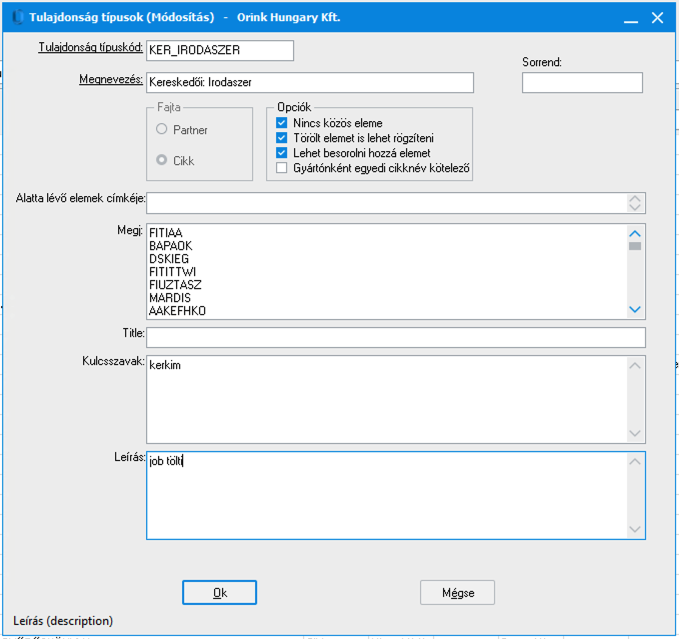 Tulajdonság típusok (Módosítás) - Orink Hungary Kft.
Tulajdonság típuskód: KER_IRODASZER
Sorrend:
Megnevezés: Kereskedői: Irodaszer
Fajta
Partner
Cikk
Opciók
Nincs közös eleme
Törölt elemet is lehet rögzíteni
Lehet besorolni hozzá elemet
Gyártónként egyedi cikknév kötelező
Alatta lévő elemek címkéje:
Megj: FITIAA
BAPAOK
DSKIEG
FITITTWI
FIUZTASZ
MARDIS
AAKEFHKO
Title:
Kulcsszavak: kerkim
Leírás: job tölti
Ok
Mégse
Leírás (description)